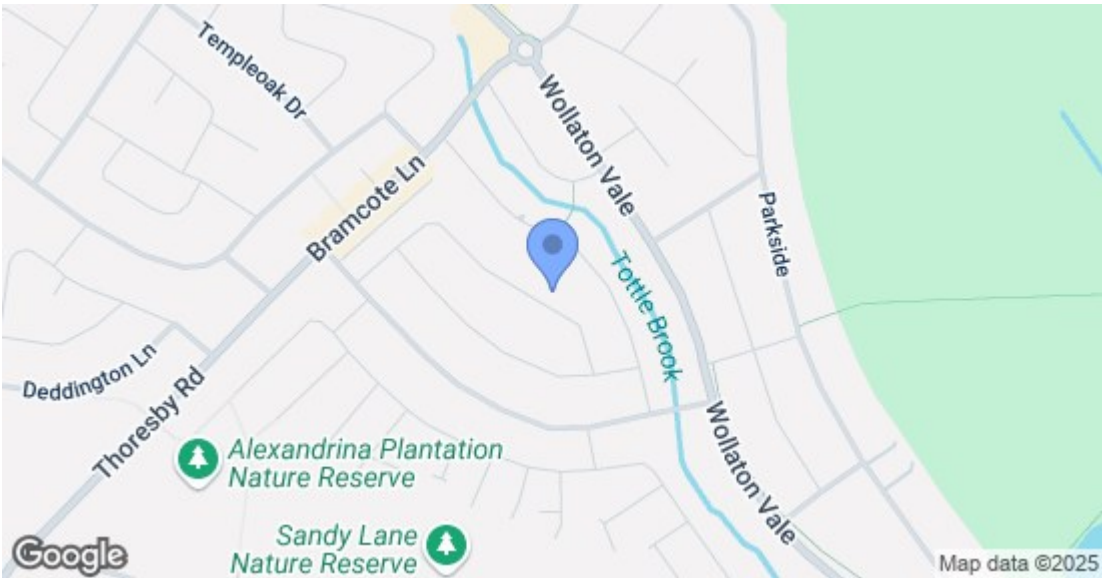 Templeoak Dr
Wollaton Vale
Bramcote Ln
Parkside
Tottle Brook
Deddington Ln
Thoresby Rd
Wollaton Vale
Alexandrina Plantation
Nature Reserve
Sandy Lane
Nature Reserve
Google
Map data ©2025